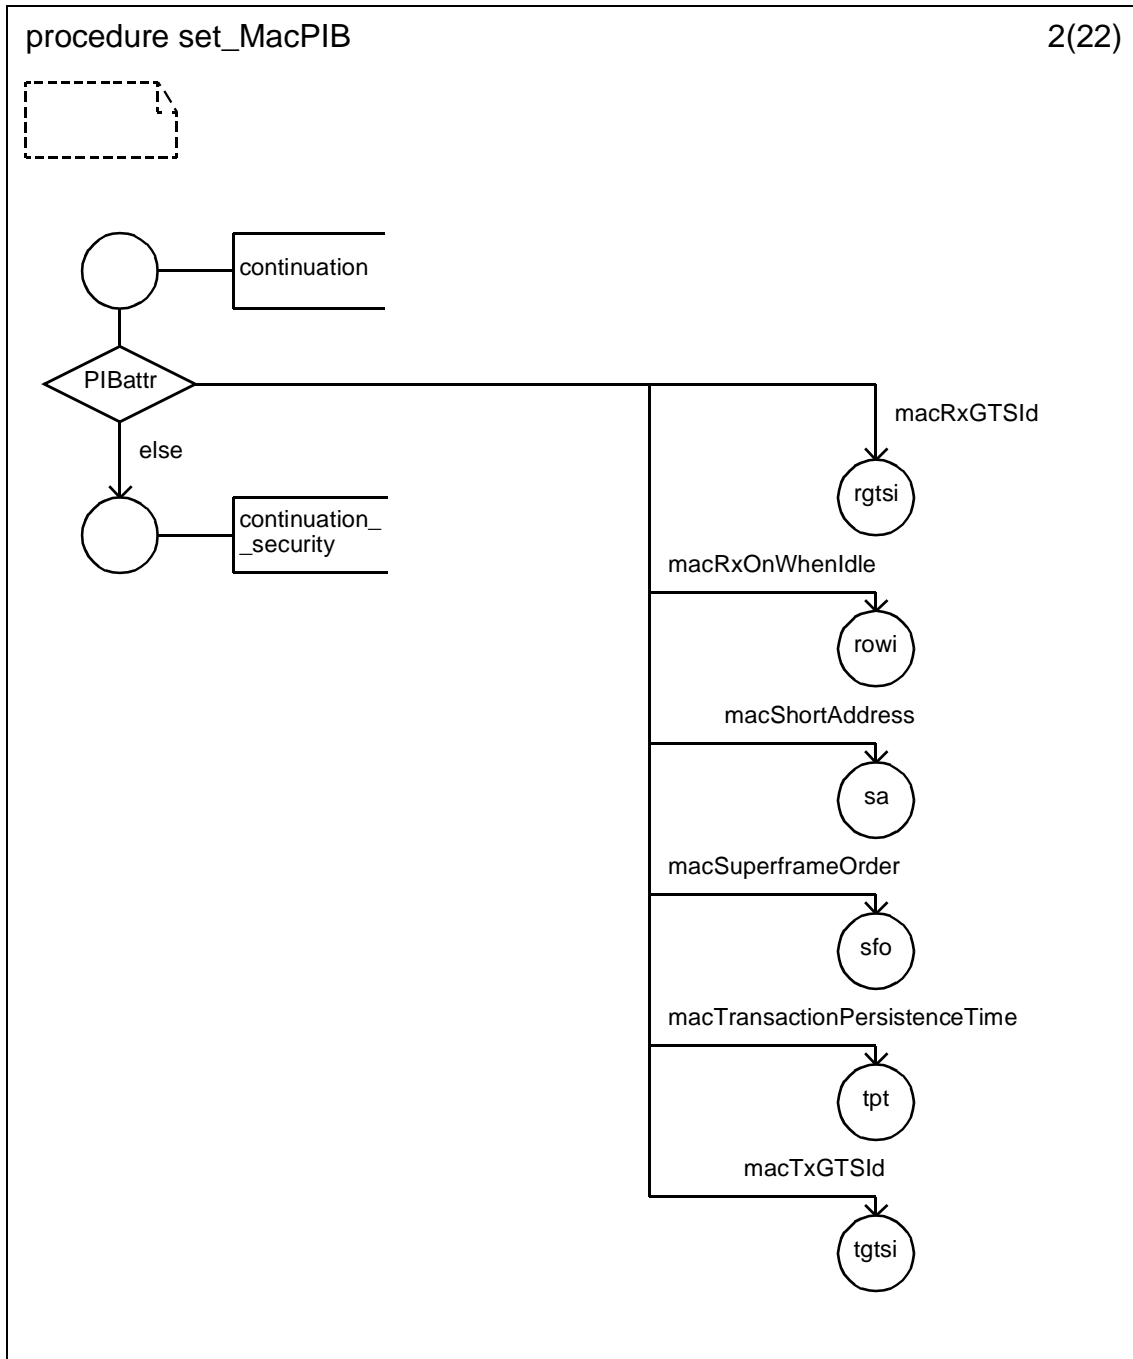 procedure set_MacPIB
2(22)
continuation
PIBattr
macRxGTSId
else
rgtsi
continuation_
_security
macRxOnWhenIdle
rowi
macShortAddress
sa
macSuperframeOrder
sfo
macTransactionPersistenceTime
tpt
macTxGTSId
tgtsi